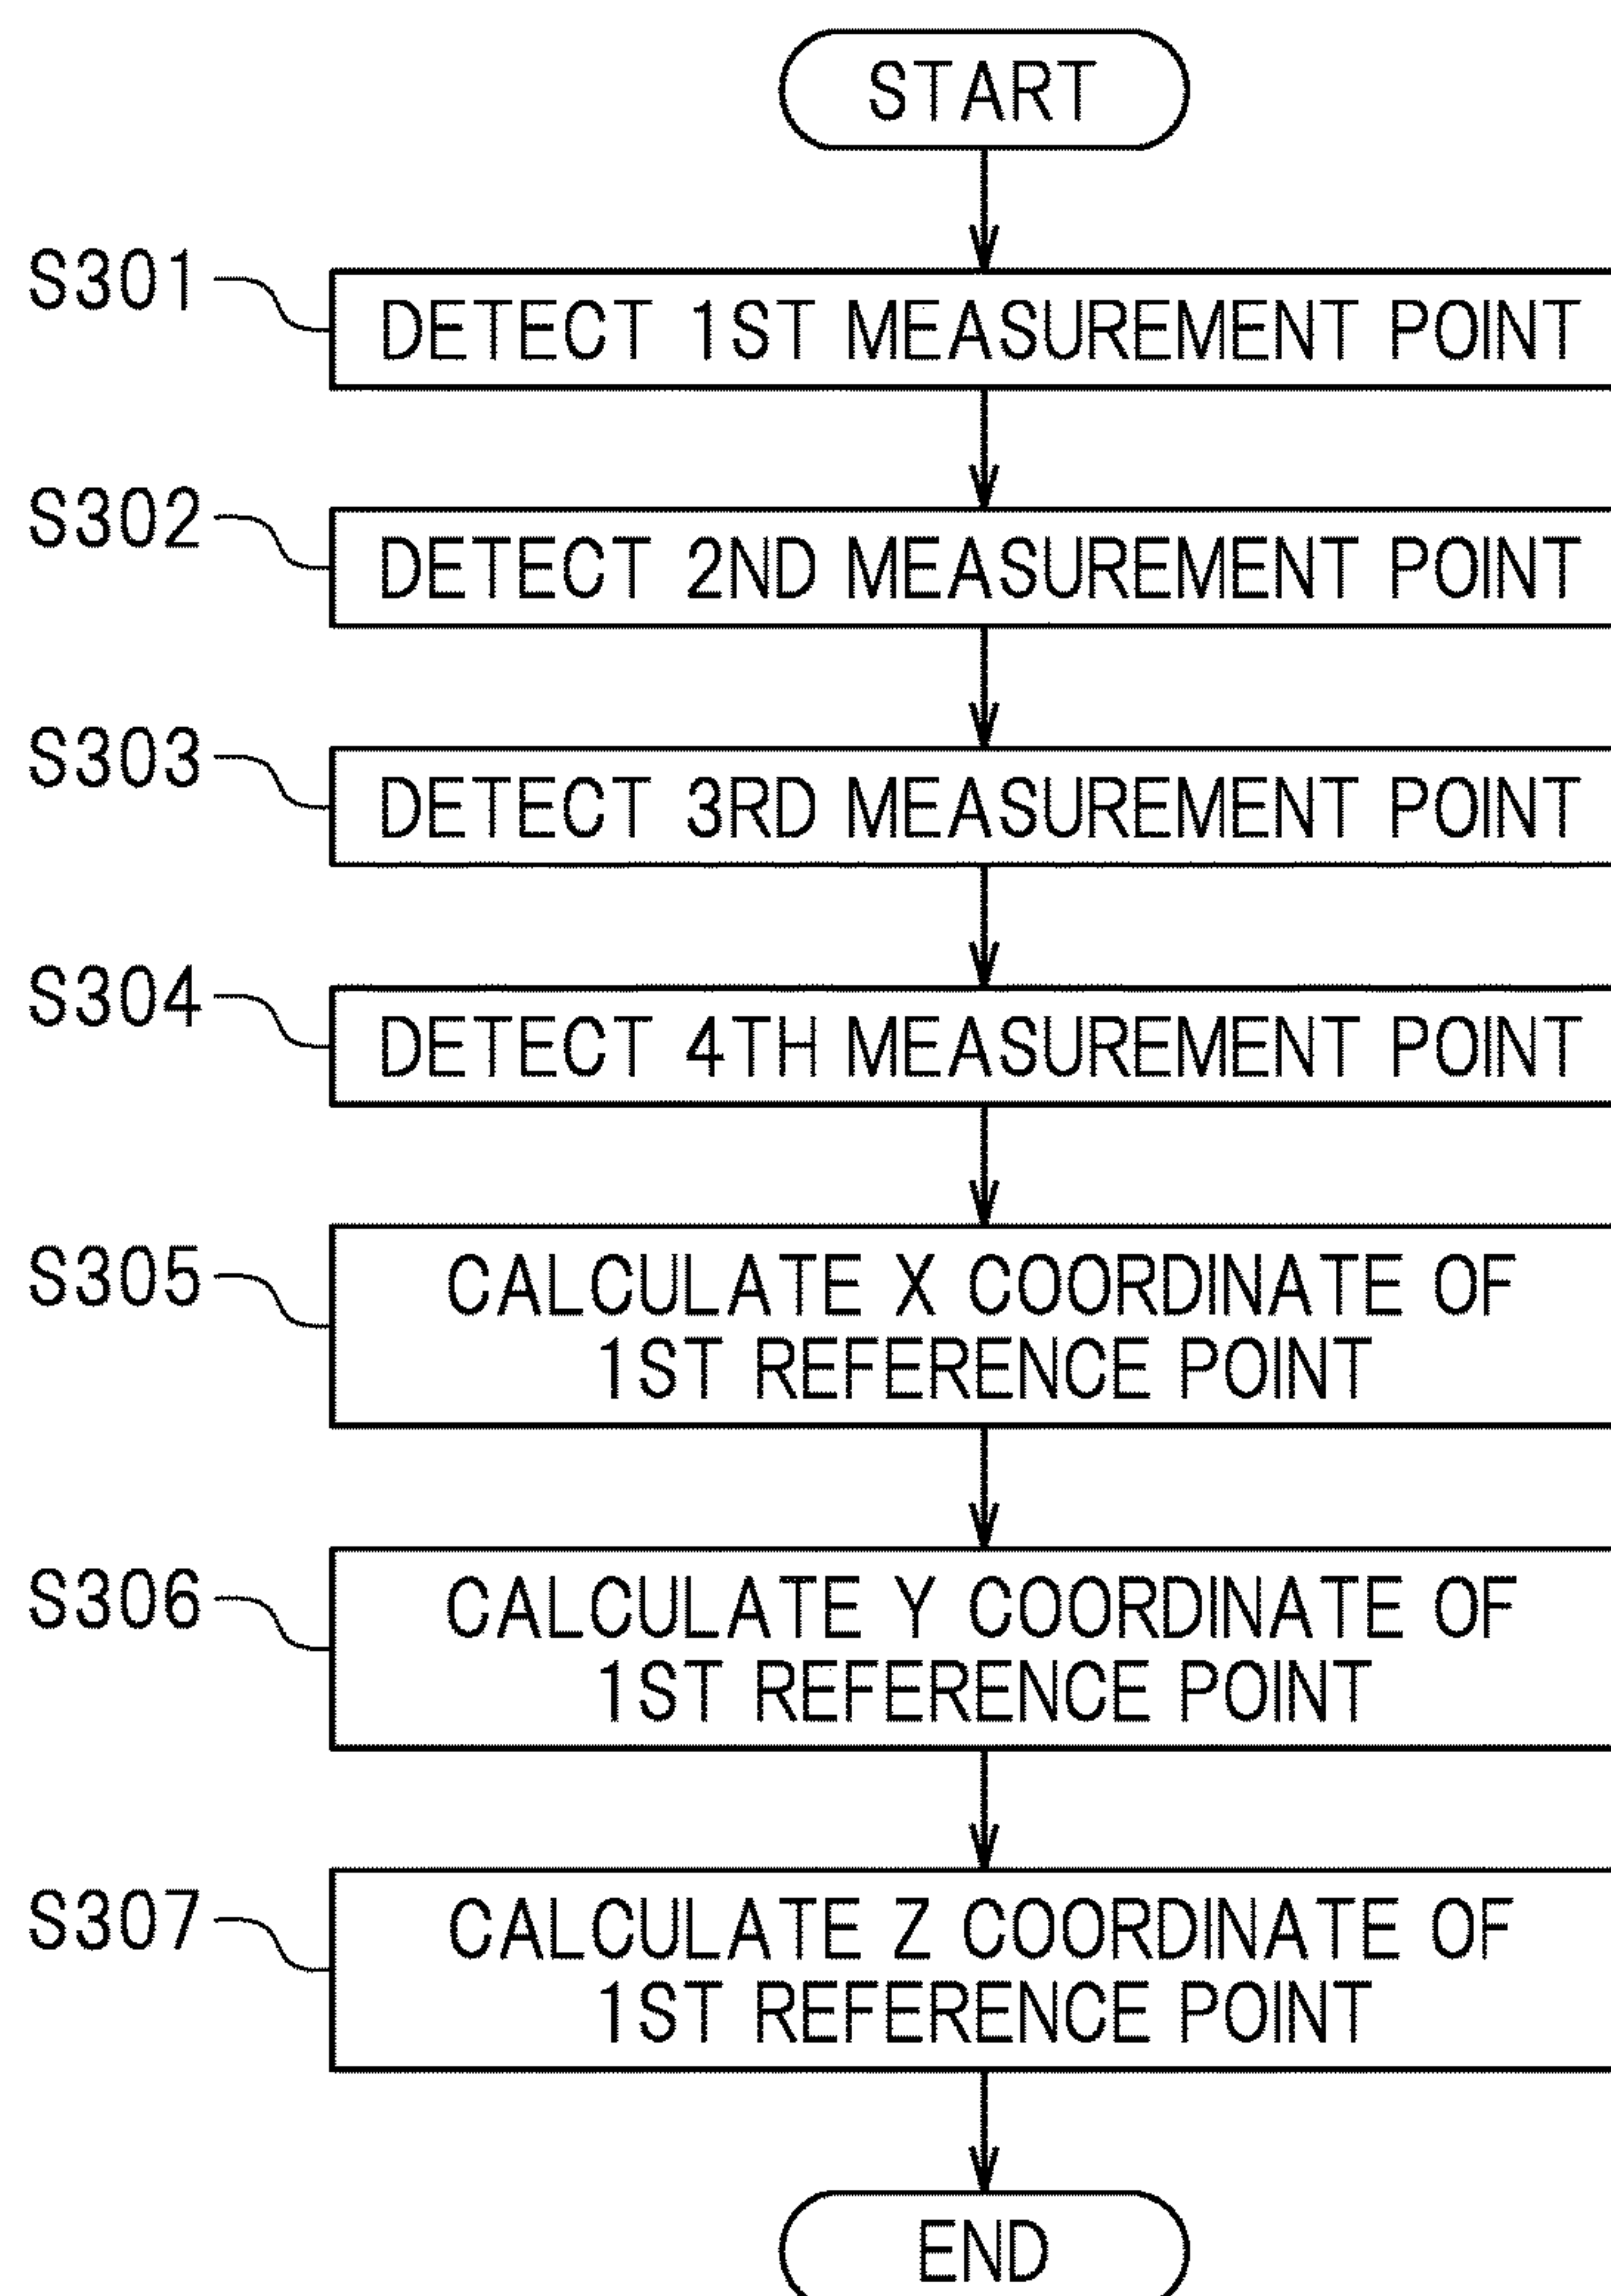 START
S301
DETECT 1ST MEASUREMENT POINT
S302
DETECT 2ND MEASUREMENT POINT
S303
DETECT 3RD MEASUREMENT POINT
S304
DETECT 4TH MEASUREMENT POINT
S305
CALCULATE X COORDINATE OF
1ST REFERENCE POINT
S306
CALCULATE Y COORDINATE OF
1ST REFERENCE POINT
S307
CALCULATE Z COORDINATE OF
1ST REFERENCE POINT
END